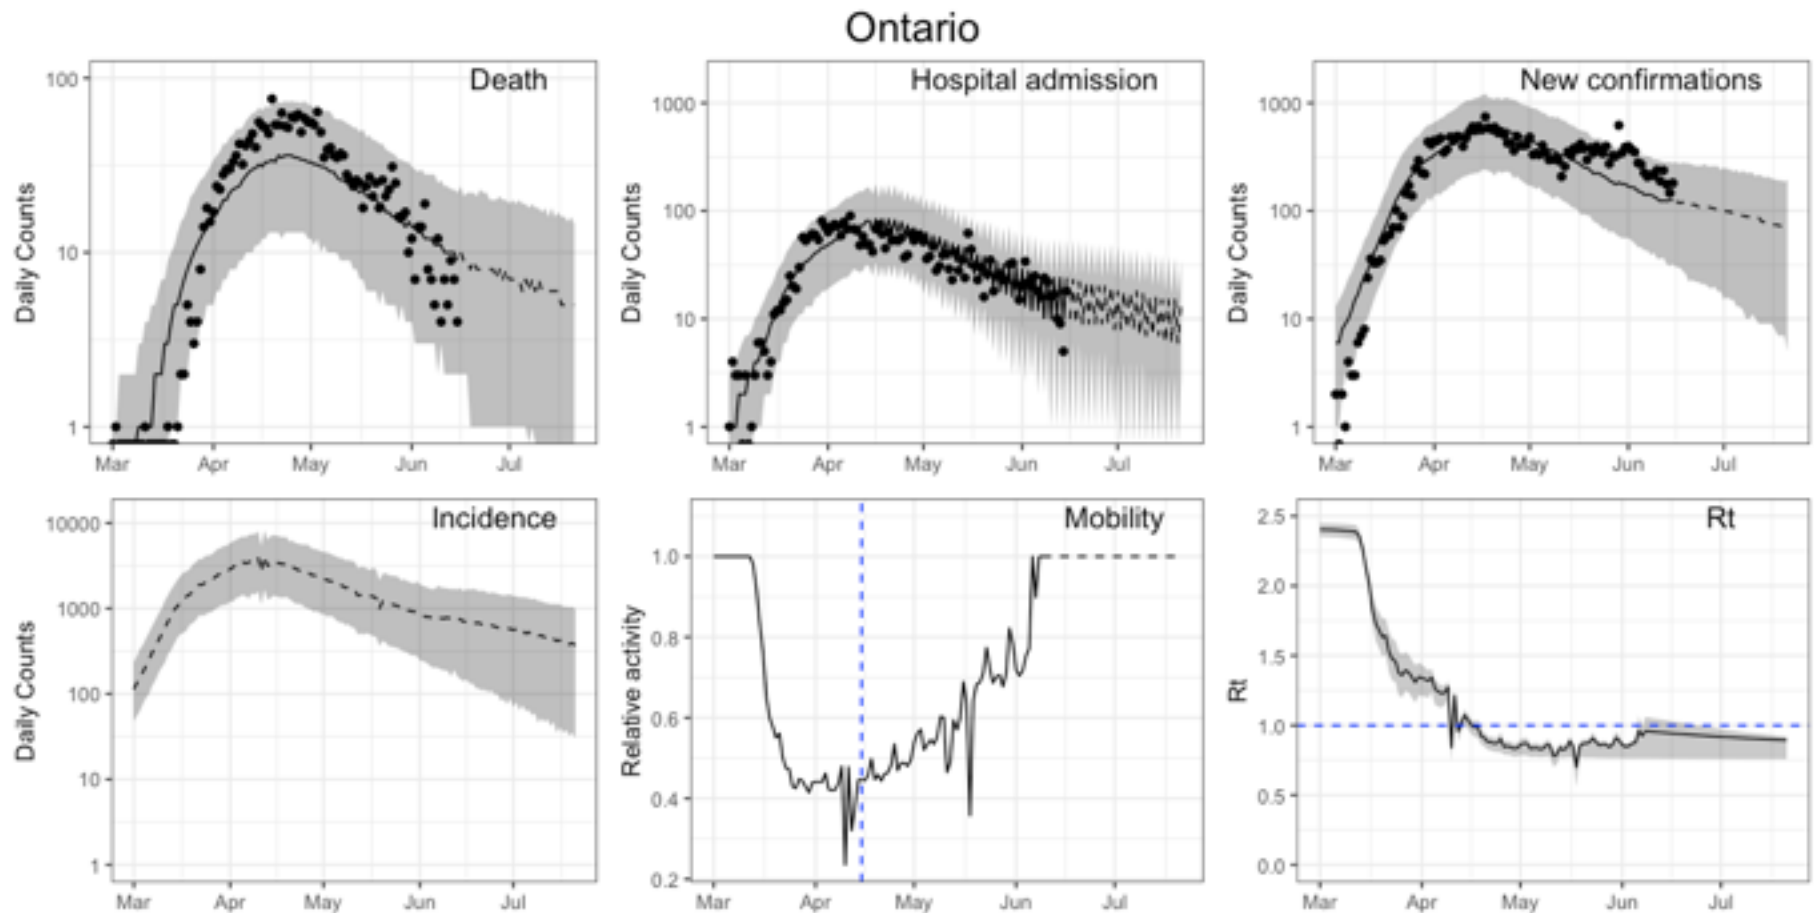 Ontario
Death
100
10
1
Daily Counts
Mar Apr May Jun Jul
Hospital admission
1000
100
10
1
Daily Counts
Mar Apr May Jun Jul
New confirmations
1000
100
10
1
Daily Counts
Mar Apr May Jun Jul
Incidence
10000
1000
100
10
1
Daily Counts
Mar Apr May Jun Jul
Mobility
1.0
0.8
0.6
0.4
0.2
Relative activity
Mar Apr May Jun Jul
Rt
2.5
2.0
1.5
1.0
0.5
0.0
Rt
Mar Apr May Jun Jul